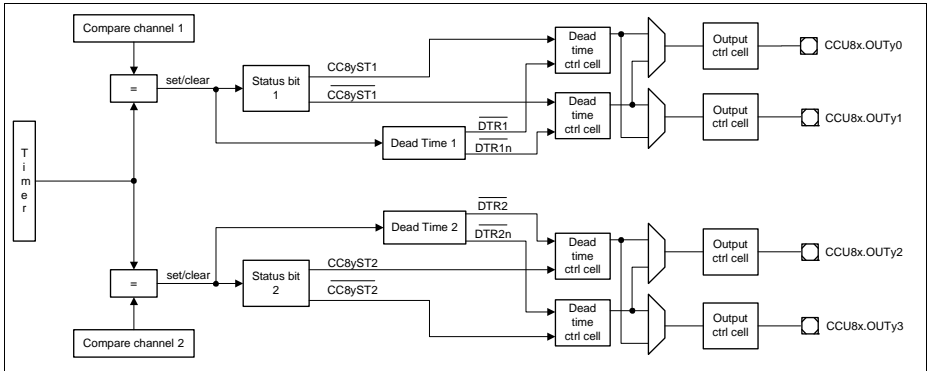 Compare channel 1
=
set/clear
Status bit
1
CC8yST1
CC8yST1
Dead
time
ctrl cell
Output
ctrl cell
CCU8x.OUTy0
Dead
time
ctrl cell
Output
ctrl cell
CCU8x.OUTy1
Dead Time 1
DTR1
DTR1n
Timer
Dead Time 2
DTR2
DTR2n
=
set/clear
Status bit
2
CC8yST2
CC8yST2
Dead
time
ctrl cell
Output
ctrl cell
CCU8x.OUTy2
Dead
time
ctrl cell
Output
ctrl cell
CCU8x.OUTy3
Compare channel 2